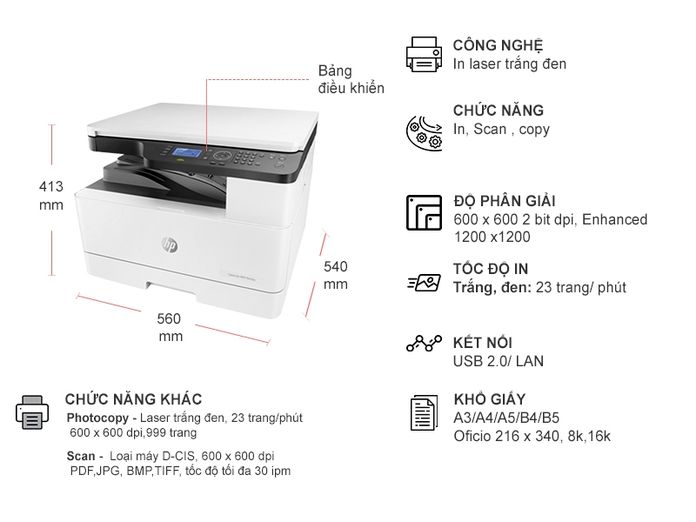 Bảng
điều khiển
413
mm
540
mm
560
mm
hp
CÔNG NGHỆ
In laser trắng đen
CHỨC NĂNG
In, Scan , copy
ĐỘ PHÂN GIẢI
600 x 600 2 bit dpi, Enhanced
1200 x1200
TỐC ĐỘ IN
Trắng, đen: 23 trang/ phút
KẾT NỐI
USB 2.0/ LAN
KHỔ GIẤY
A3/A4/A5/B4/B5
Oficio 216 x 340, 8k,16k
CHỨC NĂNG KHÁC
Photocopy - Laser trắng đen, 23 trang/phút
600 x 600 dpi,999 trang
Scan - Loại máy D-CIS, 600 x 600 dpi
PDF,JPG, BMP,TIFF, tốc độ tối đa 30 ipm